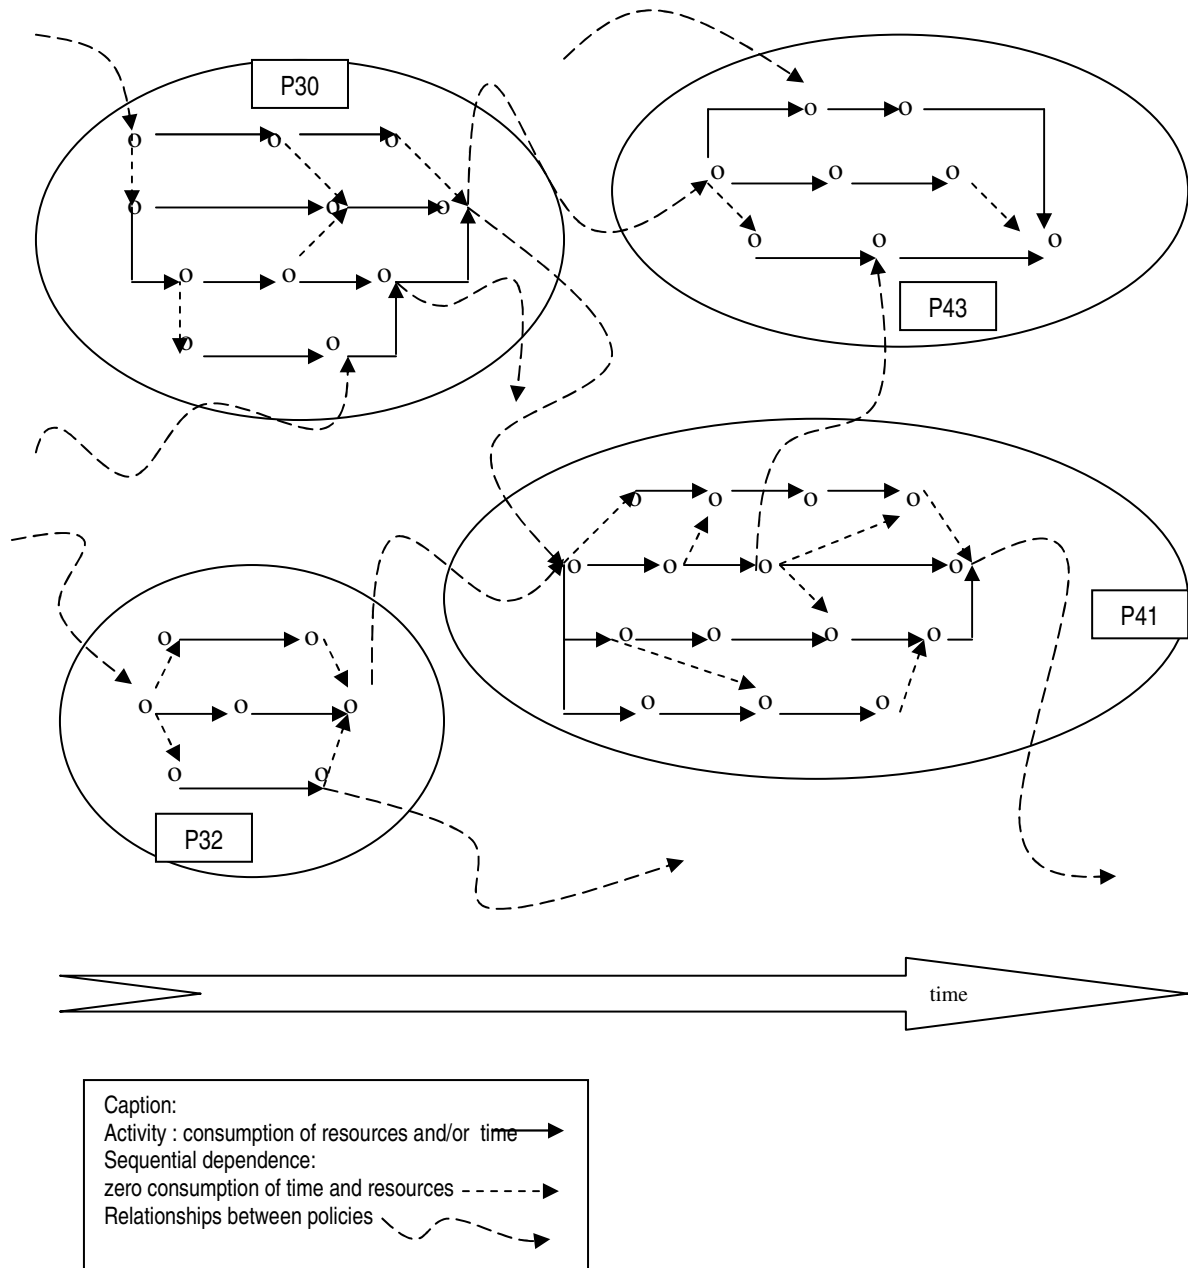 P30
P43
P41
P32
time
Caption:
Activity : consumption of resources and/or time
Sequential dependence:
zero consumption of time and resources
Relationships between policies